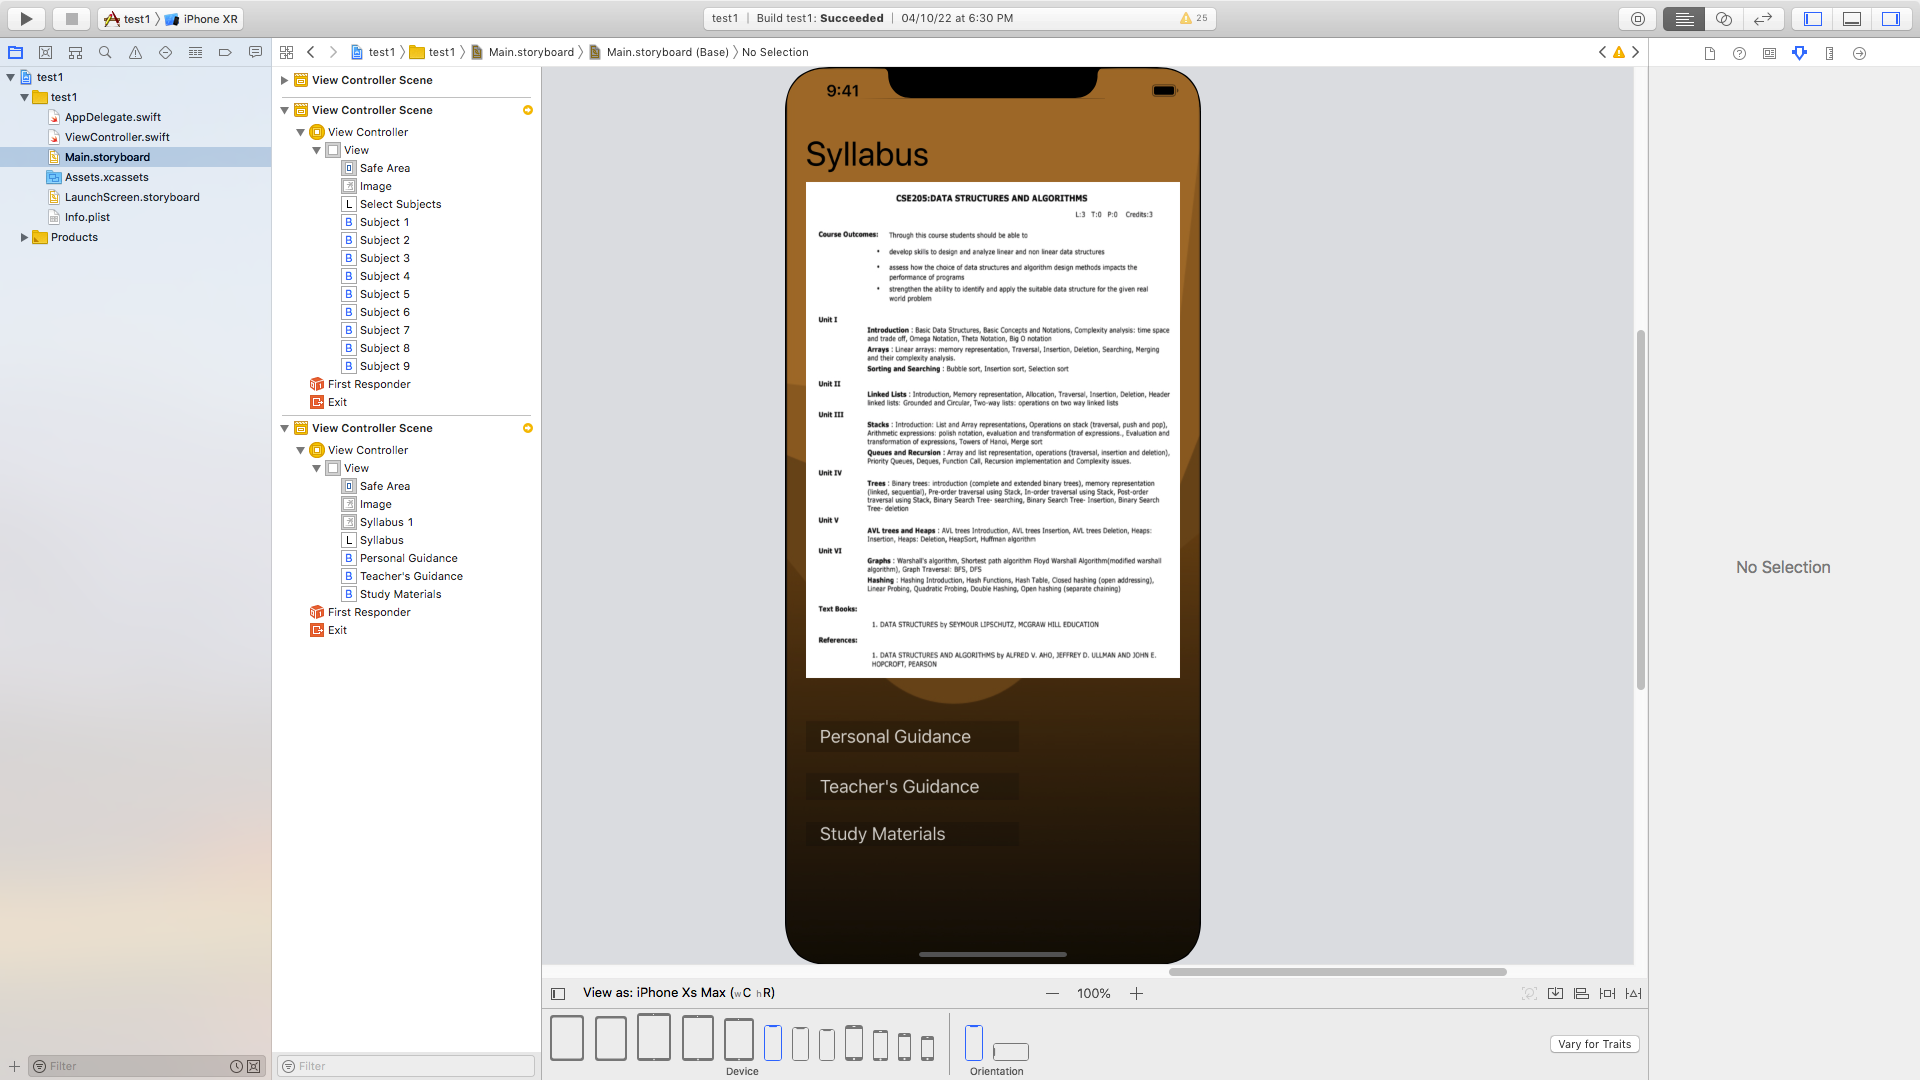 test1 iPhone XR
test1 Build test1: Succeeded 04/10/22 at 6:30 PM 25
test1 test1 Main.storyboard Main.storyboard (Base) No Selection
test1
test1
AppDelegate.swift
ViewController.swift
Main.storyboard
Assets.xcassets
LaunchScreen.storyboard
Info.plist
Products
Filter
View Controller Scene
View Controller Scene
View Controller
View
Safe Area
Image
L Select Subjects
B Subject 1
B Subject 2
B Subject 3
B Subject 4
B Subject 5
B Subject 6
B Subject 7
B Subject 8
B Subject 9
First Responder
Exit
View Controller Scene
View Controller
View
Safe Area
Image
Syllabus 1
L Syllabus
B Personal Guidance
B Teacher's Guidance
B Study Materials
First Responder
Exit
Filter
9:41
Syllabus
CSE205:DATA STRUCTURES AND ALGORITHMS
L:3 T:0 P:0 Credits:3
Course Outcomes: Through this course students should be able to
• develop skills to design and analyze linear and non linear data structures
• assess how the choice of data structures and algorithm design methods impacts the
performance of programs
• strengthen the ability to identify and apply the suitable data structure for the given real
world problem
Unit I
Introduction : Basic Data Structures, Basic Concepts and Notations, Complexity analysis: time space
and trade off, Omega Notation, Theta Notation, Big O notation
Arrays : Linear arrays: memory representation, Traversal, Insertion, Deletion, Searching, Merging
and their complexity analysis.
Sorting and Searching : Bubble sort, Insertion sort, Selection sort
Unit II
Linked Lists : Introduction, Memory representation, Allocation, Traversal, Insertion, Deletion, Header
linked lists: Grounded and Circular, Two-way lists: operations on two way linked lists
Unit III
Stacks : Introduction: List and Array representations, Operations on stack (traversal, push and pop),
Arithmetic expressions: polish notation, evaluation and transformation of expressions., Evaluation and
transformation of expressions, Towers of Hanoi, Merge sort
Queues and Recursion : Array and list representation, operations (traversal, insertion and deletion),
Priority Queues, Deques, Function Call, Recursion implementation and Complexity issues.
Unit IV
Trees : Binary trees: introduction (complete and extended binary trees), memory representation
(linked, sequential), Pre-order traversal using Stack, In-order traversal using Stack, Post-order
traversal using Stack, Binary Search Tree- searching, Binary Search Tree- Insertion, Binary Search
Tree- deletion
Unit V
AVL trees and Heaps : AVL trees Introduction, AVL trees Insertion, AVL trees Deletion, Heaps:
Insertion, Heaps: Deletion, HeapSort, Huffman algorithm
Unit VI
Graphs : Warshall's algorithm, Shortest path algorithm Floyd Warshall Algorithm(modified warshall
algorithm), Graph Traversal: BFS, DFS
Hashing : Hashing Introduction, Hash Functions, Hash Table, Closed hashing (open addressing),
Linear Probing, Quadratic Probing, Double Hashing, Open hashing (separate chaining)
Text Books:
1. DATA STRUCTURES by SEYMOUR LIPSCHUTZ, MCGRAW HILL EDUCATION
References:
1. DATA STRUCTURES AND ALGORITHMS by ALFRED V. AHO, JEFFREY D. ULLMAN AND JOHN E.
HOPCROFT, PEARSON
Personal Guidance
Teacher's Guidance
Study Materials
View as: iPhone Xs Max (wC hR) 100%
Device
Orientation
Vary for Traits
No Selection